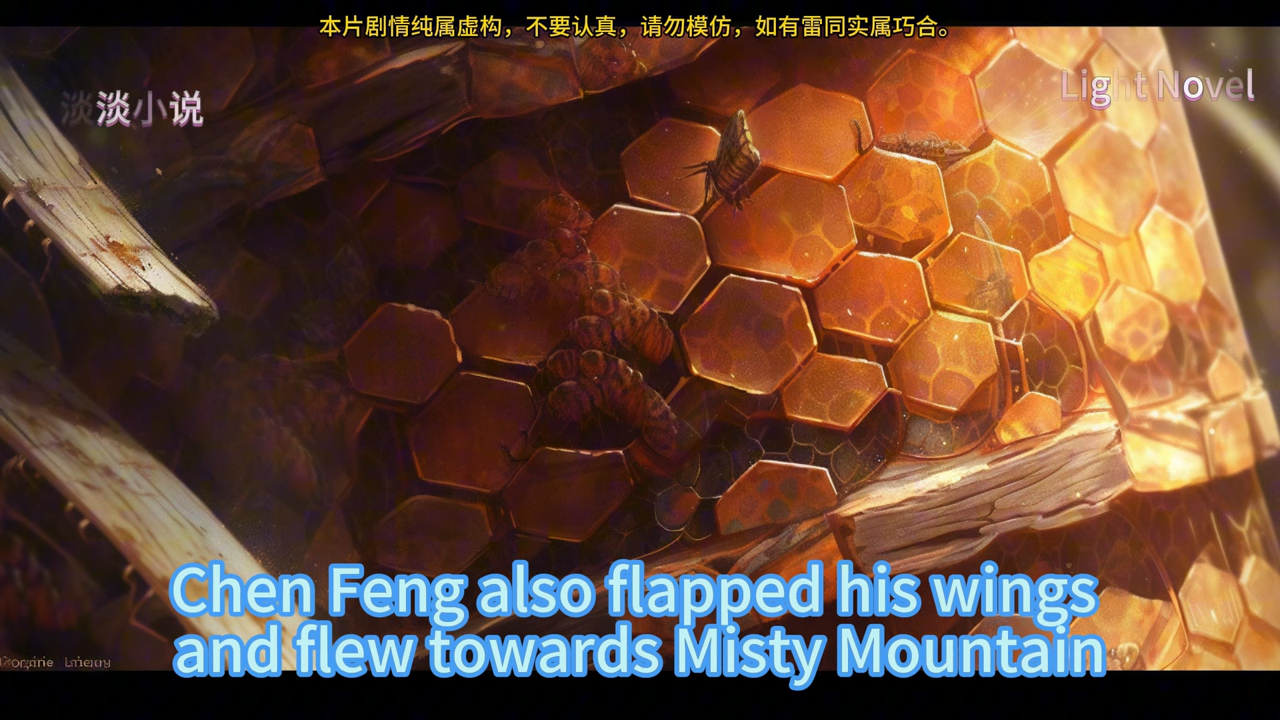 本片剧情纯属虚构，不要认真，请勿模仿，如有雷同实属巧合。
淡淡小说
Light Novel
Chen Feng also flapped his wings
and flew towards Misty Mountain